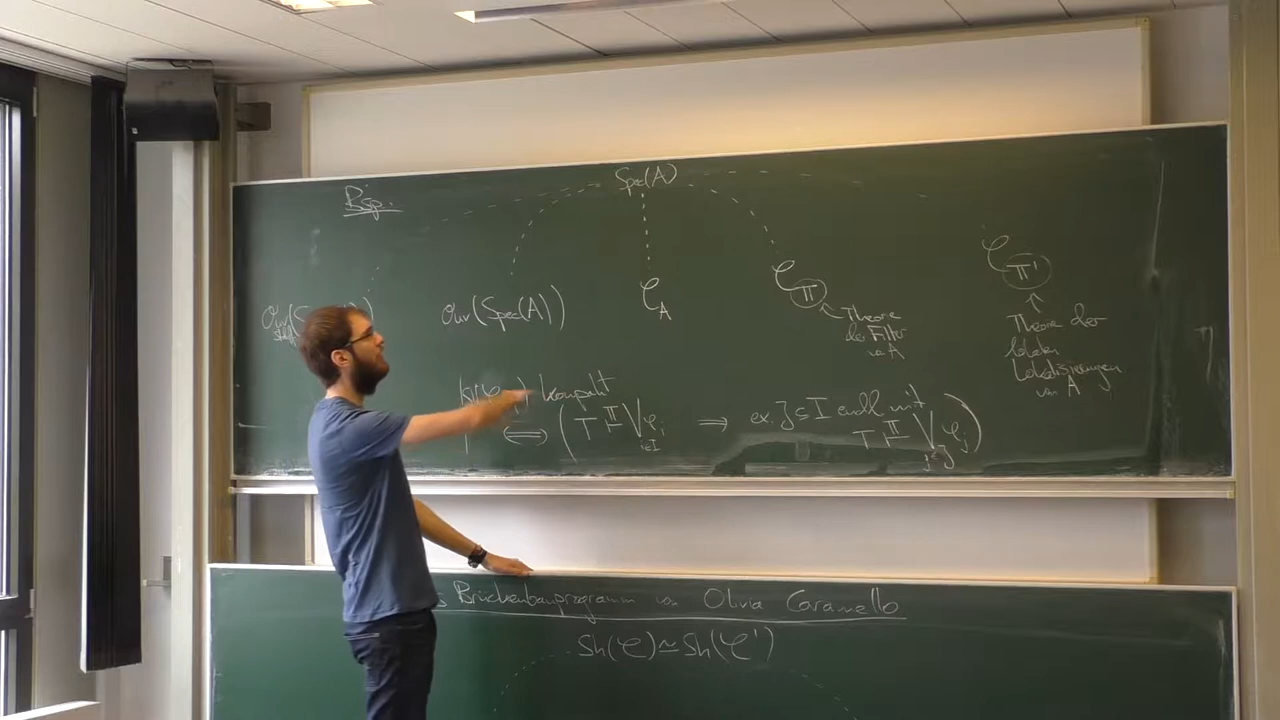 Bsp.
Spec(A)
Ouv(Spec(A))
𝒞_A
𝒞_𝕋
Theorie
der Filter
von A
𝒞_𝕋'
Theorie der
lokalen
Lokalisierungen
von A
kompakt
⟺ (⊤ ⊢^𝕋 ⋁_{i∈I} φ_i ⟹ ex. J ⊆ I endl. mit
⊤ ⊢^𝕋 ⋁_{j∈J} φ_j)
Brückenbauprogramm von Olivia Caramello
Sh(𝒞) ≃ Sh(𝒞')